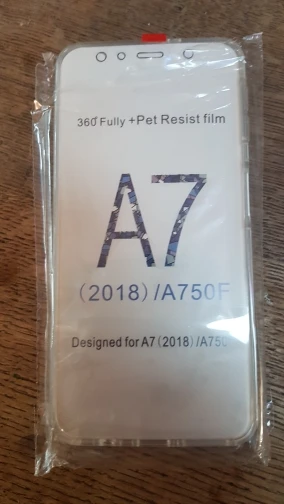 360° Fully +Pet Resist film
A7
(2018)/A750F
Designed for A7(2018)/A750